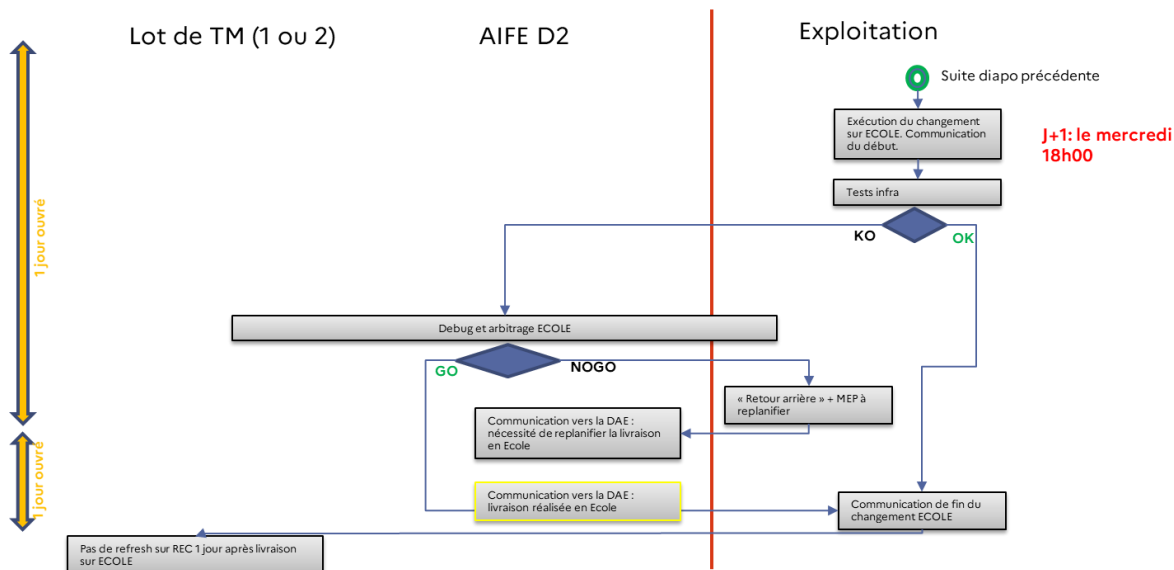 Lot de TM (1 ou 2)
AIFE D2
Exploitation
Suite diapo précédente
Exécution du changement
sur ECOLE. Communication
du début.
J+1: le mercredi
18h00
Tests infra
KO
OK
1 jour ouvré
Debug et arbitrage ECOLE
GO
NOGO
« Retour arrière » + MEP à
replanifier
Communication vers la DAE :
nécessité de replanifier la livraison
en Ecole
1 jour ouvré
Communication vers la DAE :
livraison réalisée en Ecole
Communication de fin du
changement ECOLE
Pas de refresh sur REC 1 jour après livraison
sur ECOLE